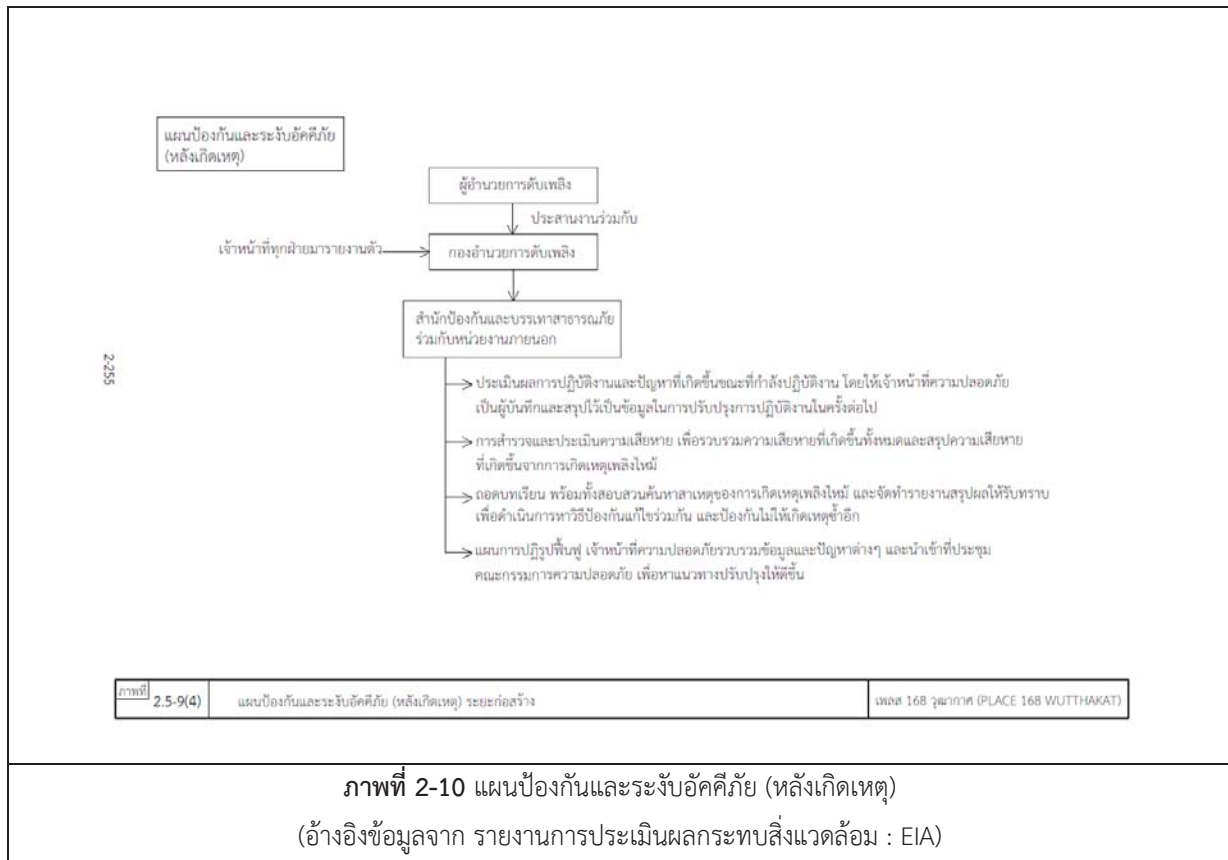 แผนป้องกันและระงับอัคคีภัย
(หลังเกิดเหตุ)
ผู้อำนวยการดับเพลิง
ประสานงานร่วมกับ
เจ้าหน้าที่ทุกฝ่ายมารายงานตัว
กองอำนวยการดับเพลิง
สำนักป้องกันและบรรเทาสาธารณภัย
ร่วมกับหน่วยงานภายนอก
2-255
ประเมินผลการปฏิบัติงานและปัญหาที่เกิดขึ้นขณะที่กำลังปฏิบัติงาน โดยให้เจ้าหน้าที่ความปลอดภัย
เป็นผู้บันทึกและสรุปไว้เป็นข้อมูลในการปรับปรุงการปฏิบัติงานในครั้งต่อไป
การสำรวจและประเมินความเสียหาย เพื่อรวบรวมความเสียหายที่เกิดขึ้นทั้งหมดและสรุปความเสียหาย
ที่เกิดขึ้นจากการเกิดเหตุเพลิงไหม้
ถอดบทเรียน พร้อมทั้งสอบสวนค้นหาสาเหตุของการเกิดเหตุเพลิงไหม้ และจัดทำรายงานสรุปผลให้รับทราบ
เพื่อดำเนินการหาวิธีป้องกันแก้ไขร่วมกัน และป้องกันไม่ให้เกิดเหตุซ้ำอีก
แผนการปฏิรูปฟื้นฟู เจ้าหน้าที่ความปลอดภัยรวบรวมข้อมูลและปัญหาต่างๆ และนำเข้าที่ประชุม
คณะกรรมการความปลอดภัย เพื่อหาแนวทางปรับปรุงให้ดีขึ้น
ภาพที่ 2.5-9(4) แผนป้องกันและระงับอัคคีภัย (หลังเกิดเหตุ) ระยะก่อสร้าง เพลส 168 วุฒากาศ (PLACE 168 WUTTHAKAT)
ภาพที่ 2-10 แผนป้องกันและระงับอัคคีภัย (หลังเกิดเหตุ)
(อ้างอิงข้อมูลจาก รายงานการประเมินผลกระทบสิ่งแวดล้อม : EIA)